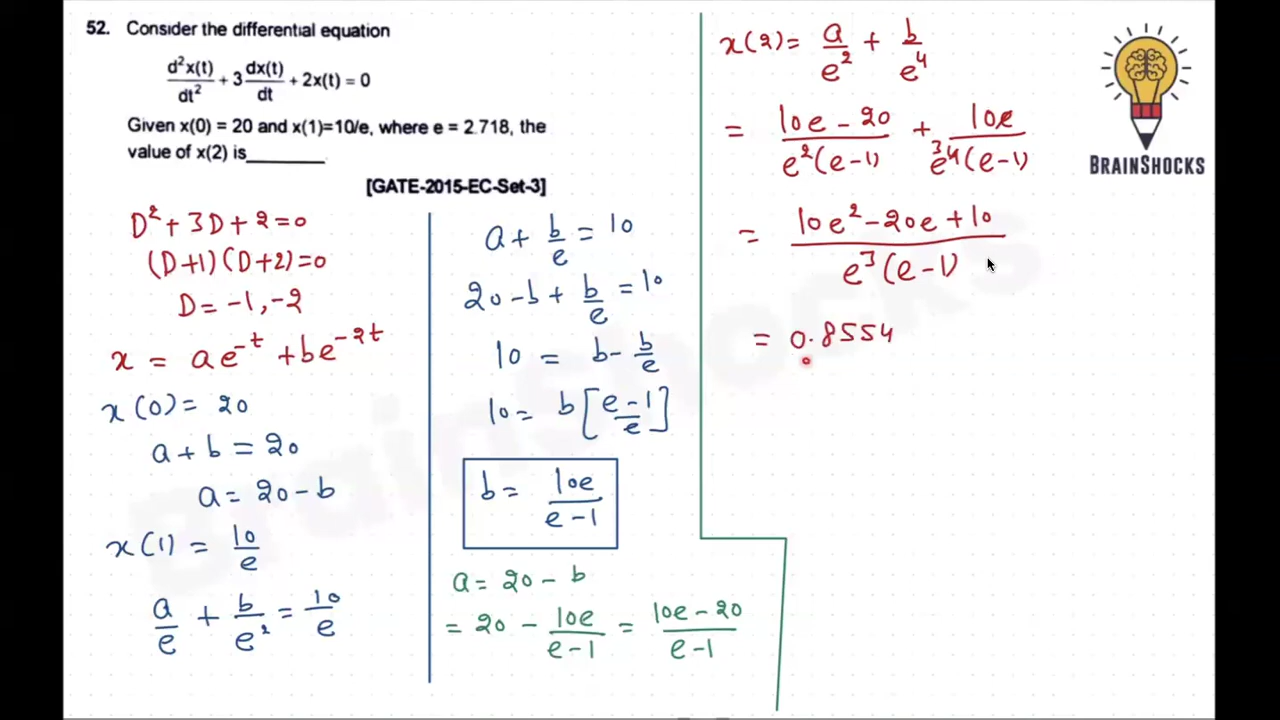 52. Consider the differential equation
d²x(t)/dt² + 3 dx(t)/dt + 2x(t) = 0
Given x(0) = 20 and x(1)=10/e, where e = 2.718, the
value of x(2) is________
[GATE-2015-EC-Set-3]
D² + 3D + 2 = 0
(D+1)(D+2)=0
D = -1, -2
x = ae^-t + be^-2t
x(0) = 20
a + b = 20
a = 20 - b
x(1) = 10/e
a/e + b/e² = 10/e
a + b/e = 10
20 - b + b/e = 10
10 = b - b/e
10 = b[e-1/e]
b = 10e/e-1
a = 20 - b
= 20 - 10e/e-1 = 10e-20/e-1
x(2) = a/e² + b/e⁴
= 10e-20/e²(e-1) + 10e/e³4(e-1)
= 10e² - 20e + 10/e³(e-1)
= 0.8554
BRAINSHOCKS
Brainshocks